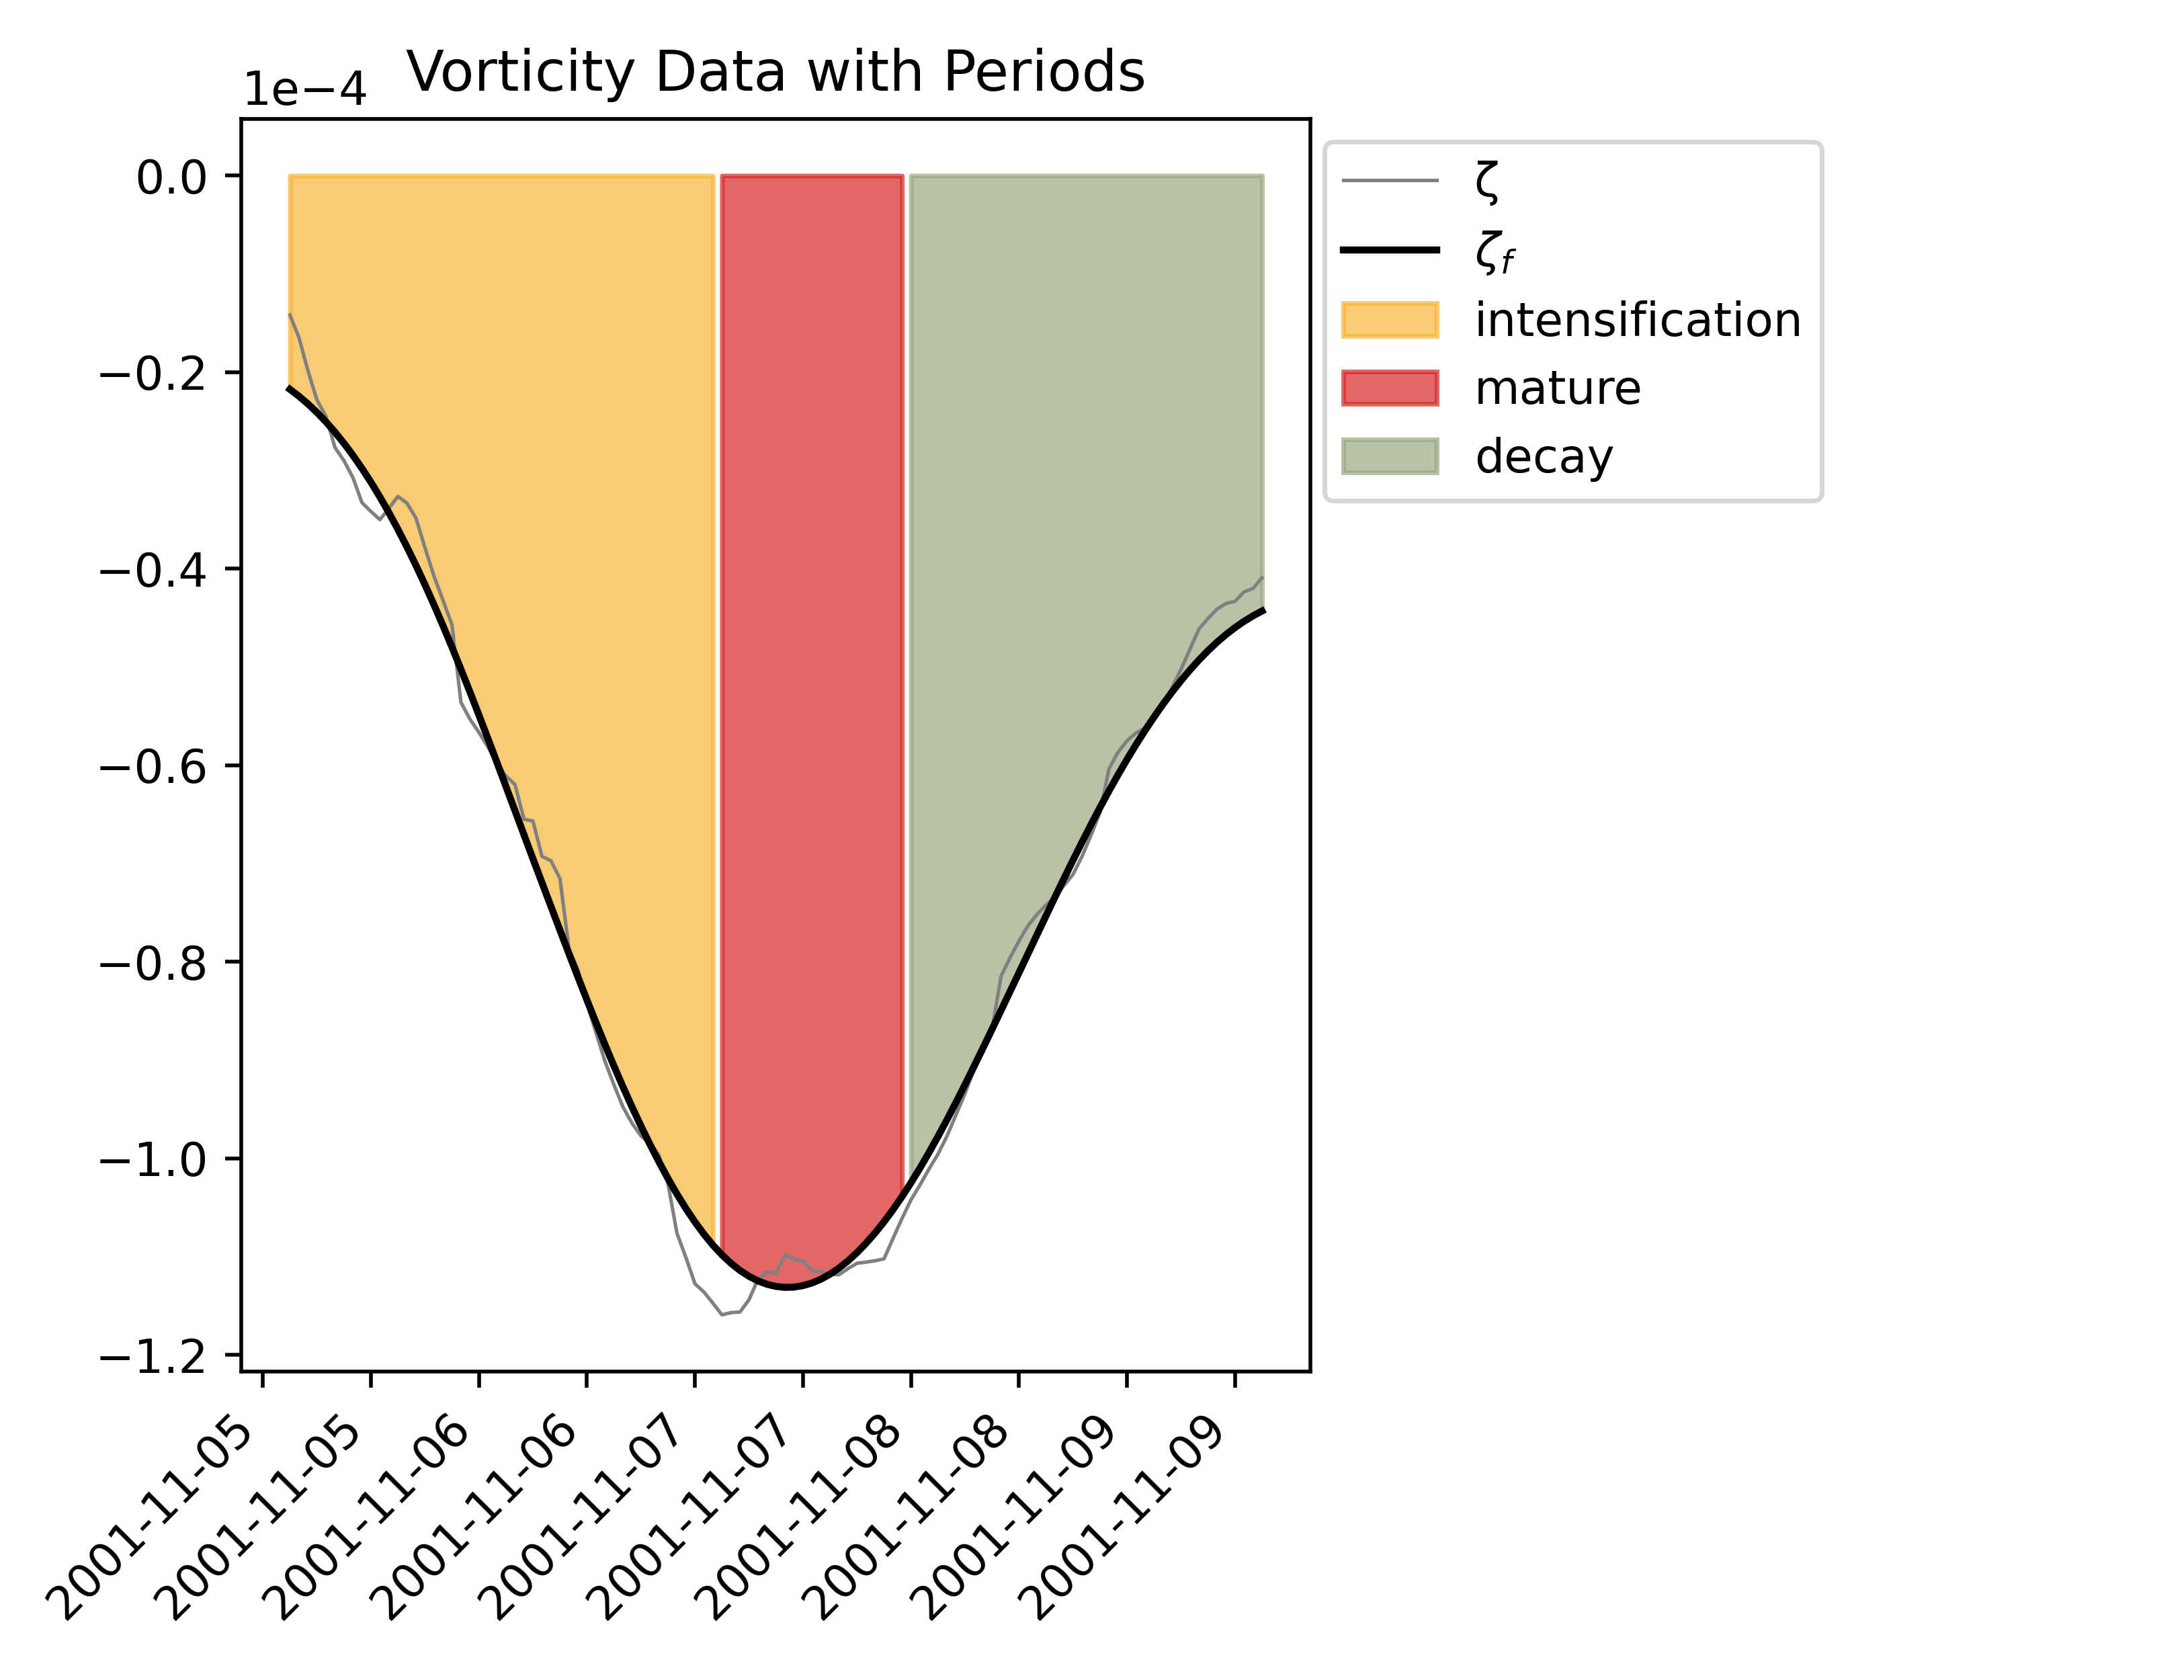 Vorticity Data with Periods
1e−4
0.0
−0.2
−0.4
−0.6
−0.8
−1.0
−1.2
2001-11-05
2001-11-05
2001-11-06
2001-11-06
2001-11-07
2001-11-07
2001-11-08
2001-11-08
2001-11-09
2001-11-09
ζ
ζf
intensification
mature
decay